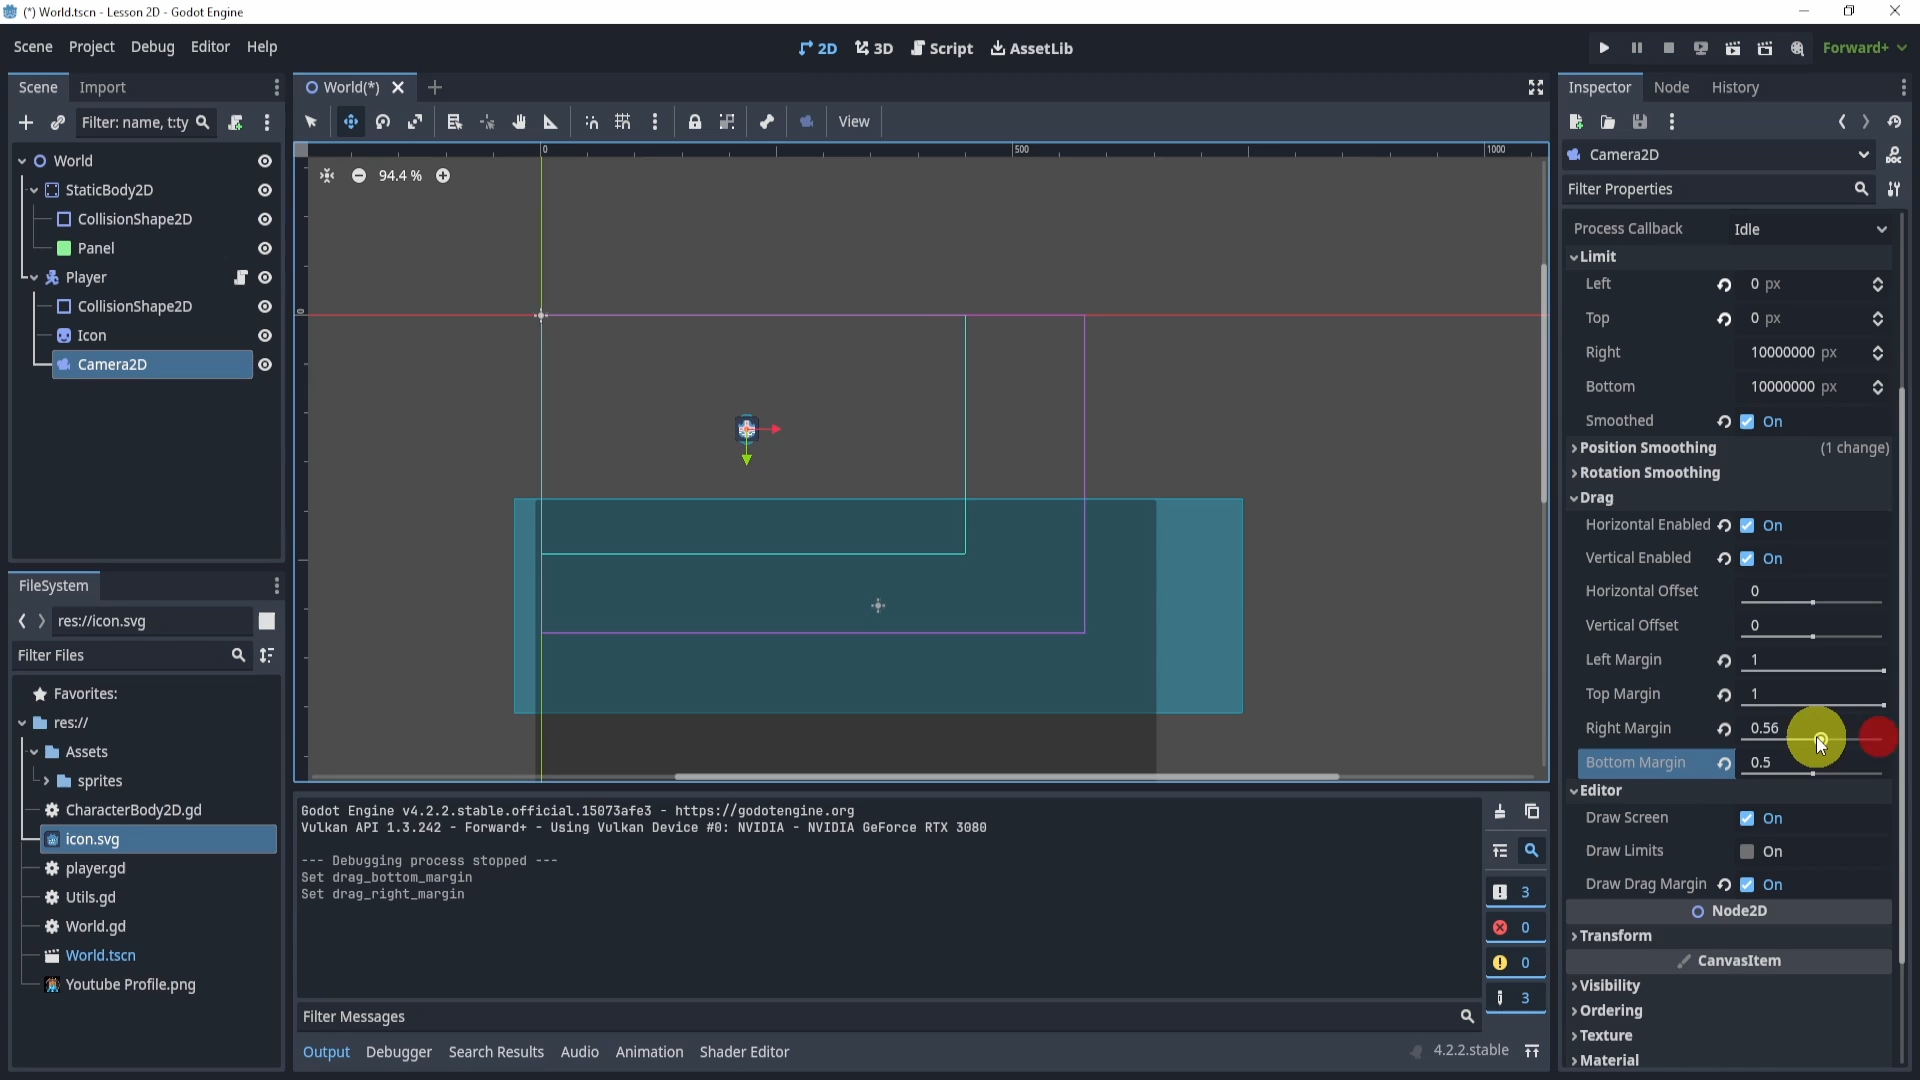 (*) World.tscn - Lesson 2D - Godot Engine
Scene Project Debug Editor Help
2D 3D Script AssetLib
Forward+
Scene Import
Filter: name, t:ty
World
StaticBody2D
CollisionShape2D
Panel
Player
CollisionShape2D
Icon
Camera2D
FileSystem
res://icon.svg
Filter Files
Favorites:
res://
Assets
sprites
CharacterBody2D.gd
icon.svg
player.gd
Utils.gd
World.gd
World.tscn
Youtube Profile.png
World(*)
View
0 500 1000
0
94.4 %
Godot Engine v4.2.2.stable.official.15073afe3 - https://godotengine.org
Vulkan API 1.3.242 - Forward+ - Using Vulkan Device #0: NVIDIA - NVIDIA GeForce RTX 3080
--- Debugging process stopped ---
Set drag_bottom_margin
Set drag_right_margin
3
0
0
3
Filter Messages
Output Debugger Search Results Audio Animation Shader Editor
4.2.2.stable
Inspector Node History
Camera2D
DOC
Filter Properties
Process Callback Idle
Limit
Left 0 px
Top 0 px
Right 10000000 px
Bottom 10000000 px
Smoothed On
Position Smoothing (1 change)
Rotation Smoothing
Drag
Horizontal Enabled On
Vertical Enabled On
Horizontal Offset 0
Vertical Offset 0
Left Margin 1
Top Margin 1
Right Margin 0.56
Bottom Margin 0.5
Editor
Draw Screen On
Draw Limits On
Draw Drag Margin On
Node2D
Transform
CanvasItem
Visibility
Ordering
Texture
Material